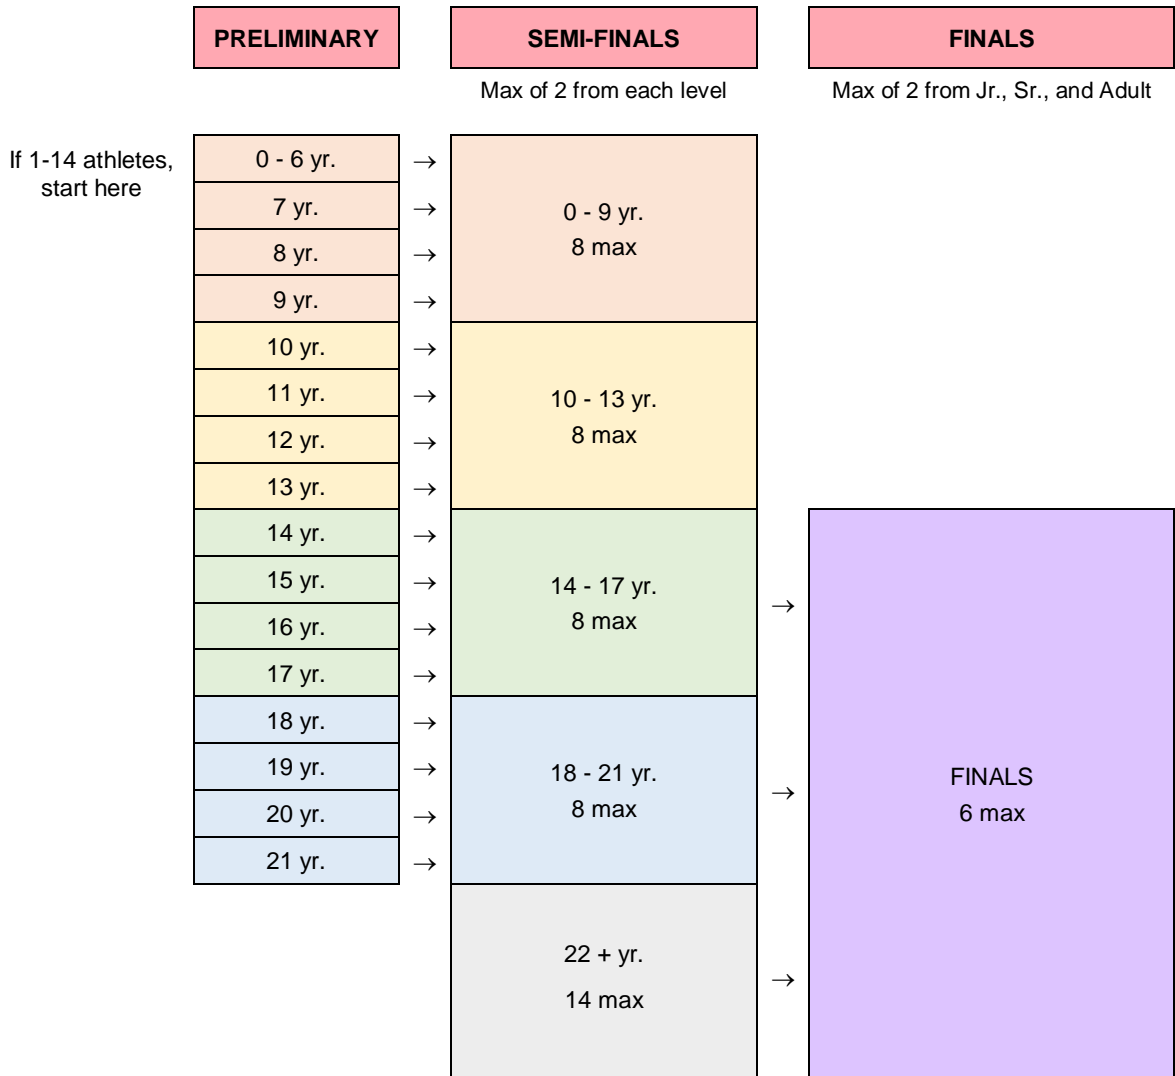 PRELIMINARY
SEMI-FINALS
FINALS
Max of 2 from each level
Max of 2 from Jr., Sr., and Adult
If 1-14 athletes,
start here
0 - 6 yr.
→
7 yr.
→
8 yr.
→
9 yr.
→
0 - 9 yr.
8 max
10 yr.
→
11 yr.
→
12 yr.
→
13 yr.
→
10 - 13 yr.
8 max
14 yr.
→
15 yr.
→
16 yr.
→
17 yr.
→
14 - 17 yr.
8 max
→
18 yr.
→
19 yr.
→
20 yr.
→
21 yr.
→
18 - 21 yr.
8 max
→
22 + yr.
14 max
→
FINALS
6 max